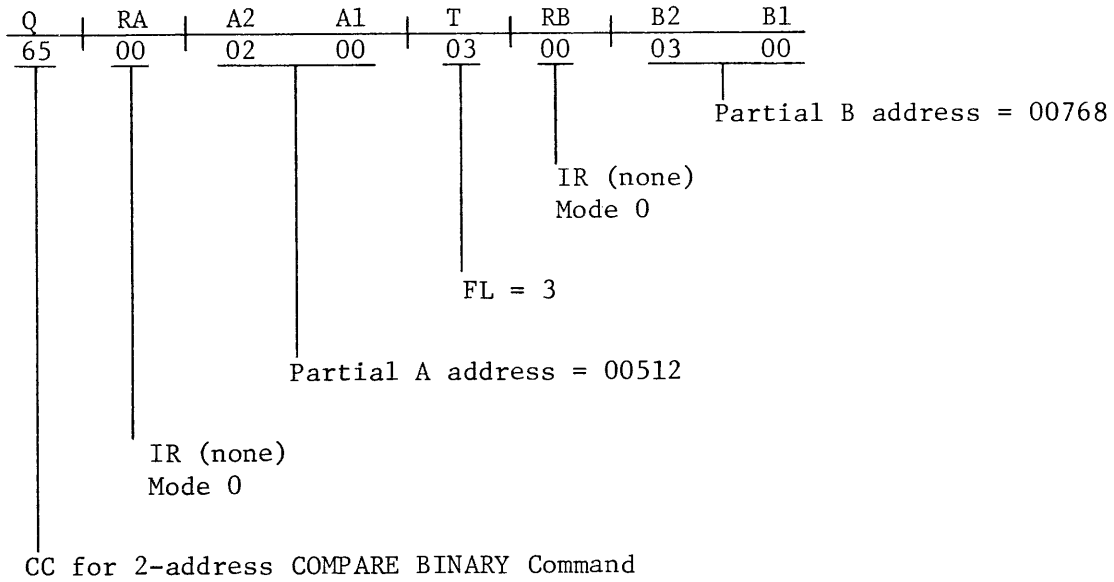 Q RA A2 A1 T RB B2 B1
65 00 02 00 03 00 03 00
Partial B address = 00768
IR (none)
Mode 0
FL = 3
Partial A address = 00512
IR (none)
Mode 0
CC for 2-address COMPARE BINARY Command